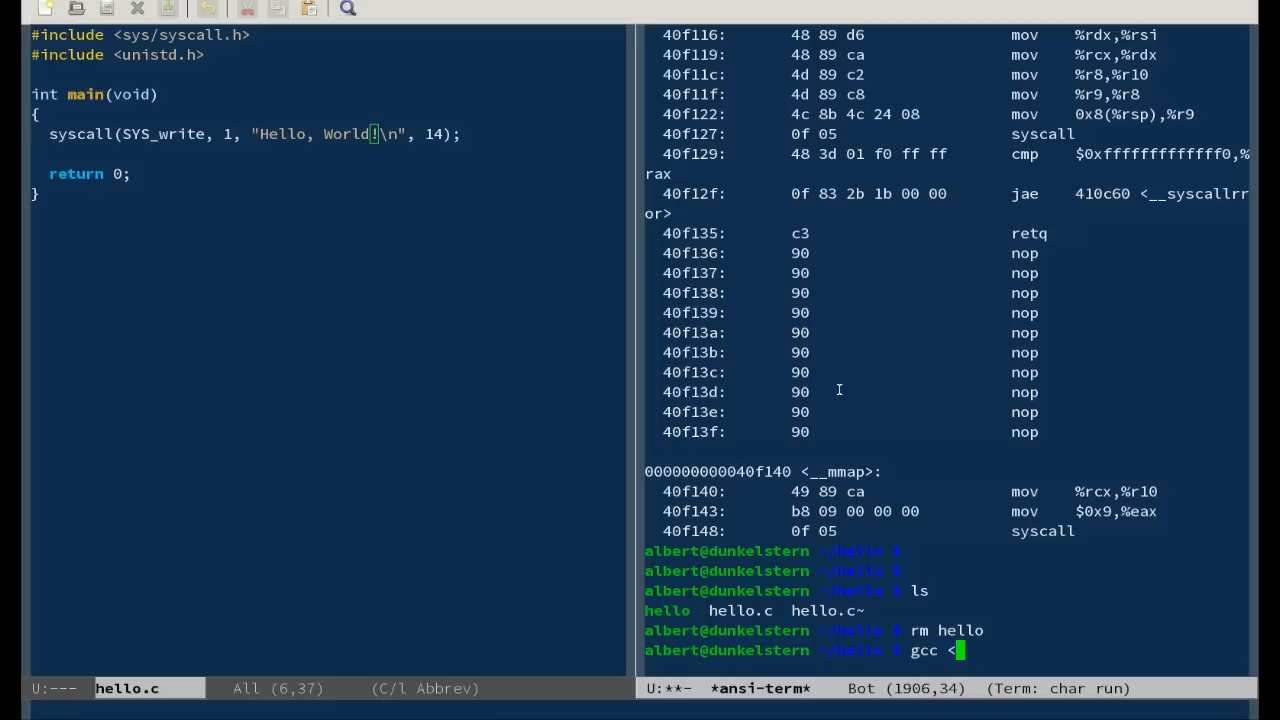 #include <sys/syscall.h>
#include <unistd.h>
int main(void)
{
syscall(SYS_write, 1, "Hello, World!\n", 14);
return 0;
}
U:--- hello.c All (6,37) (C/l Abbrev)
40f116: 48 89 d6 mov %rdx,%rsi
40f119: 48 89 ca mov %rcx,%rdx
40f11c: 4d 89 c2 mov %r8,%r10
40f11f: 4d 89 c8 mov %r9,%r8
40f122: 4c 8b 4c 24 08 mov 0x8(%rsp),%r9
40f127: 0f 05 syscall
40f129: 48 3d 01 f0 ff ff cmp $0xfffffffffffff0,%
rax
40f12f: 0f 83 2b 1b 00 00 jae 410c60 <__syscallrr
or>
40f135: c3 retq
40f136: 90 nop
40f137: 90 nop
40f138: 90 nop
40f139: 90 nop
40f13a: 90 nop
40f13b: 90 nop
40f13c: 90 nop
40f13d: 90 nop
40f13e: 90 nop
40f13f: 90 nop
000000000040f140 <__mmap>:
40f140: 49 89 ca mov %rcx,%r10
40f143: b8 09 00 00 00 mov $0x9,%eax
40f148: 0f 05 syscall
albert@dunkelstern ~/hello $
albert@dunkelstern ~/hello $
albert@dunkelstern ~/hello $ ls
hello hello.c hello.c~
albert@dunkelstern ~/hello $ rm hello
albert@dunkelstern ~/hello $ gcc <
U:**- *ansi-term* Bot (1906,34) (Term: char run)